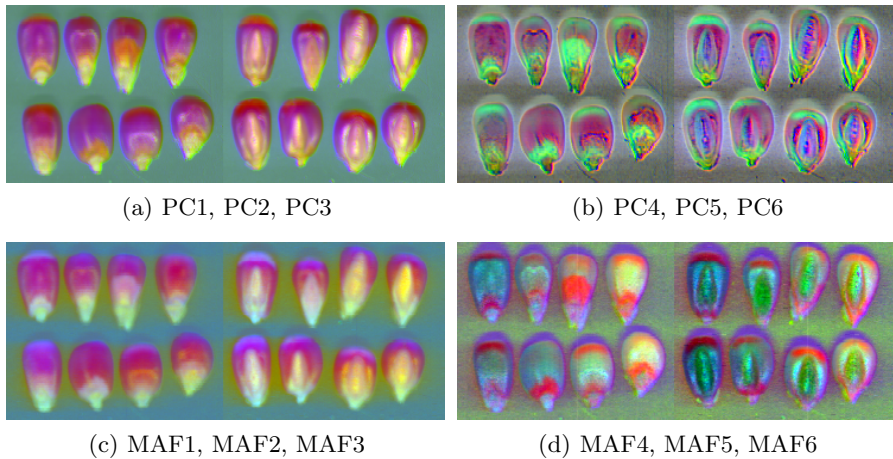 (a) PC1, PC2, PC3
(b) PC4, PC5, PC6
(c) MAF1, MAF2, MAF3
(d) MAF4, MAF5, MAF6